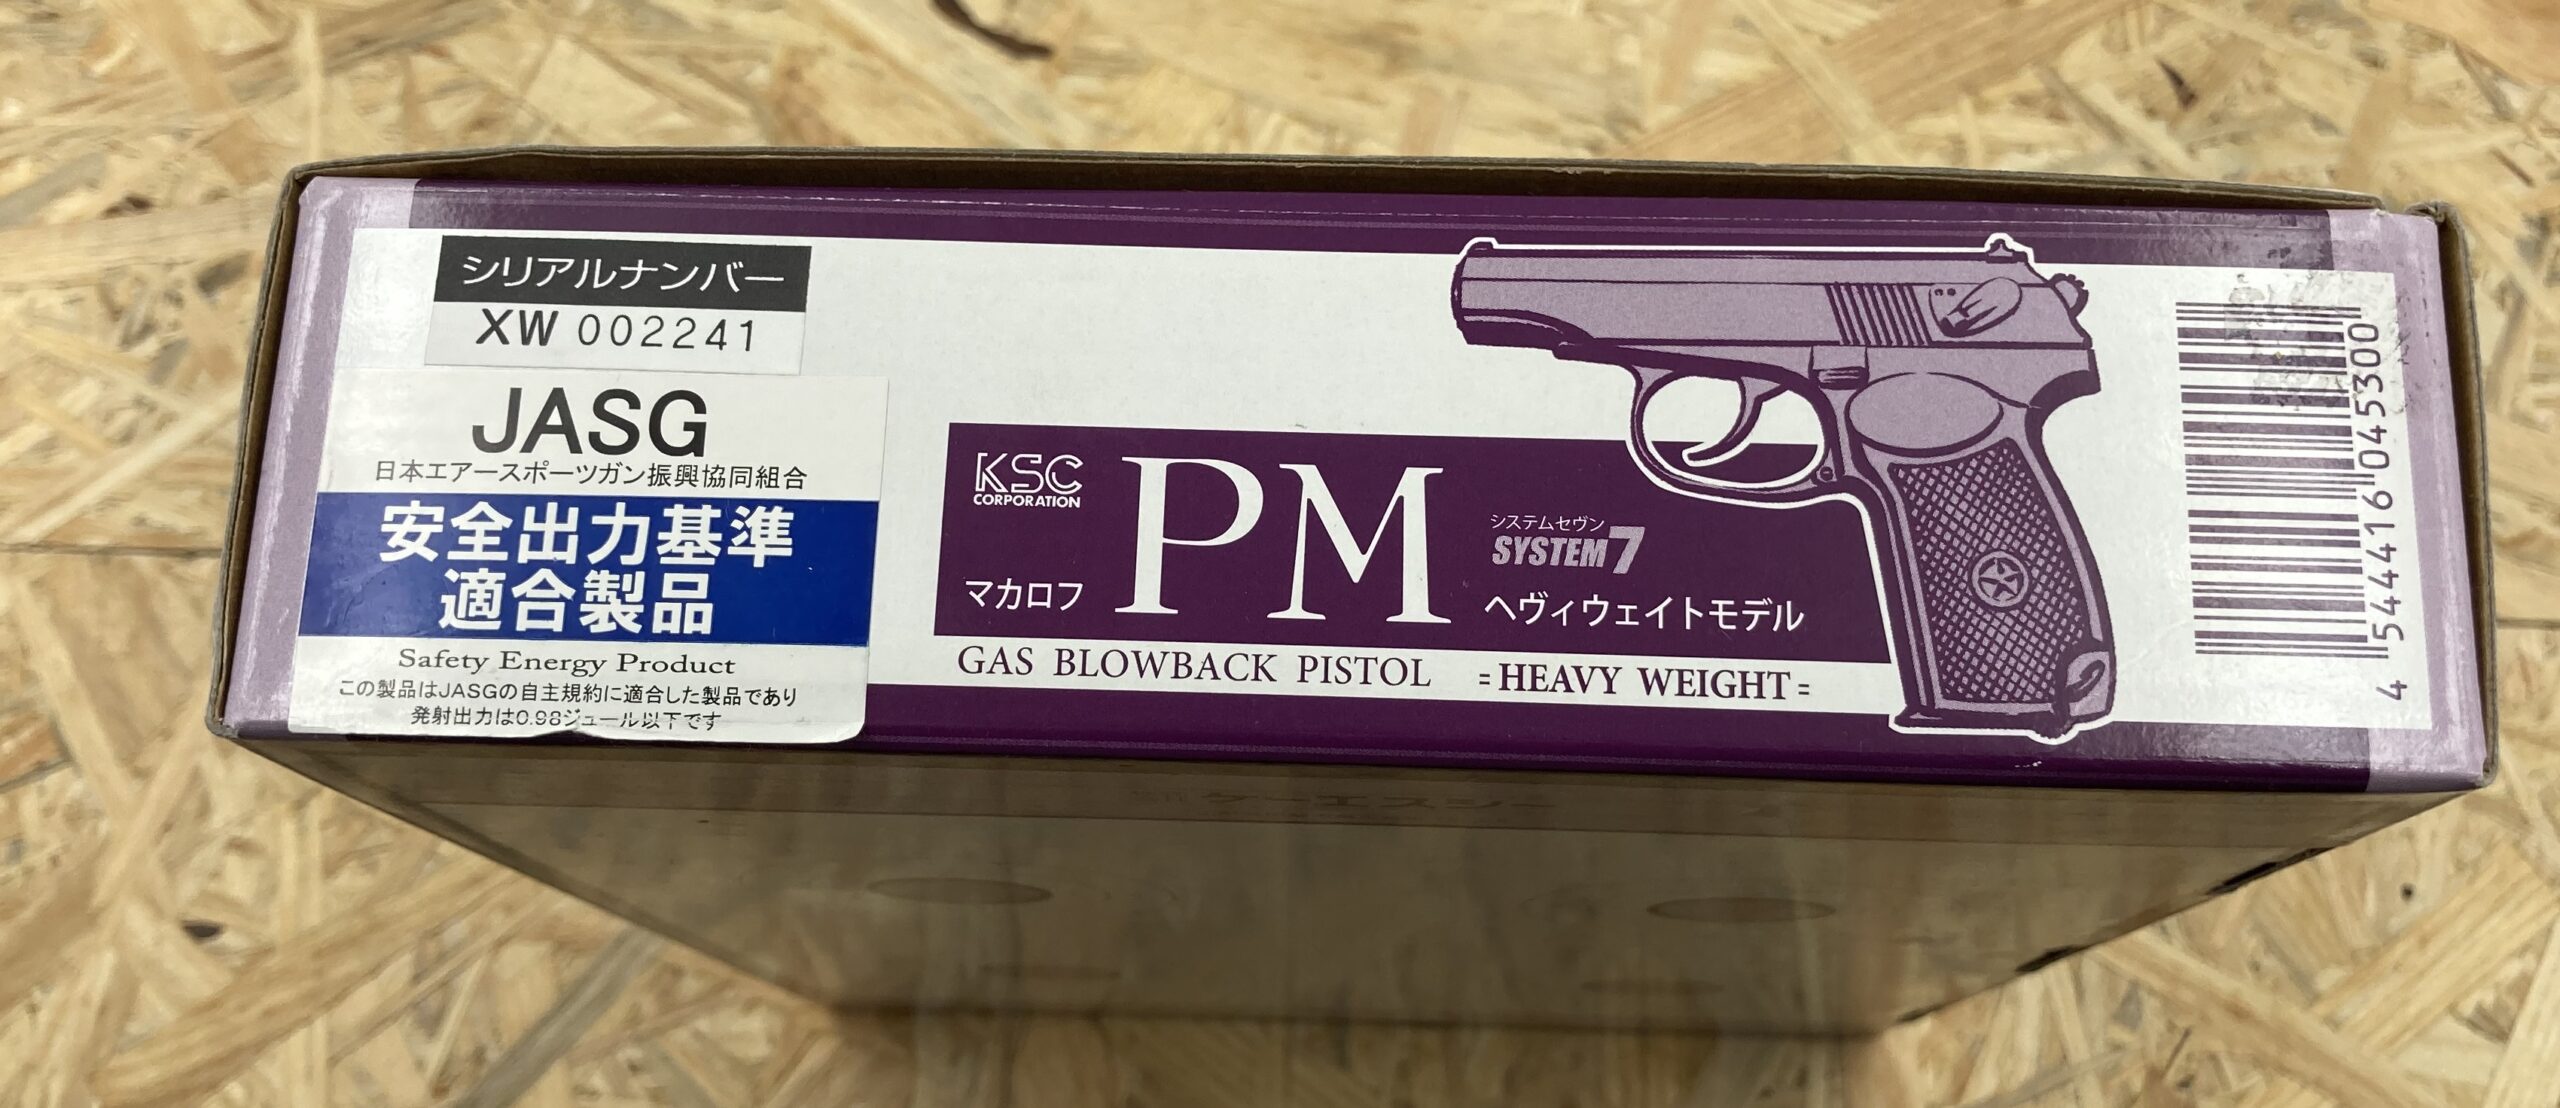 シリアルナンバー
XW 002241
JASG
日本エアースポーツガン振興協同組合
安全出力基準
適合製品
Safety Energy Product
この製品はJASGの自主規約に適合した製品であり
発射出力は0.98ジュール以下です
KSC
CORPORATION
マカロフ
PM
システムセヴン
SYSTEM7
ヘヴィウェイトモデル
GAS BLOWBACK PISTOL =HEAVY WEIGHT=
4 544416 045300
ケーエスシー